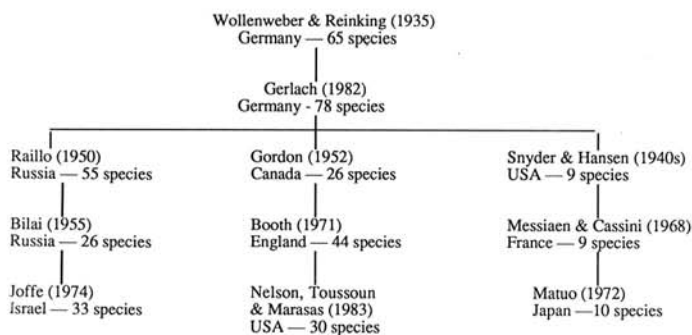 Wollenweber & Reinking (1935)
Germany — 65 species
Gerlach (1982)
Germany - 78 species
Raillo (1950)
Russia — 55 species
Gordon (1952)
Canada — 26 species
Snyder & Hansen (1940s)
USA — 9 species
Bilai (1955)
Russia — 26 species
Booth (1971)
England — 44 species
Messiaen & Cassini (1968)
France — 9 species
Joffe (1974)
Israel — 33 species
Nelson, Toussoun
& Marasas (1983)
USA — 30 species
Matuo (1972)
Japan — 10 species